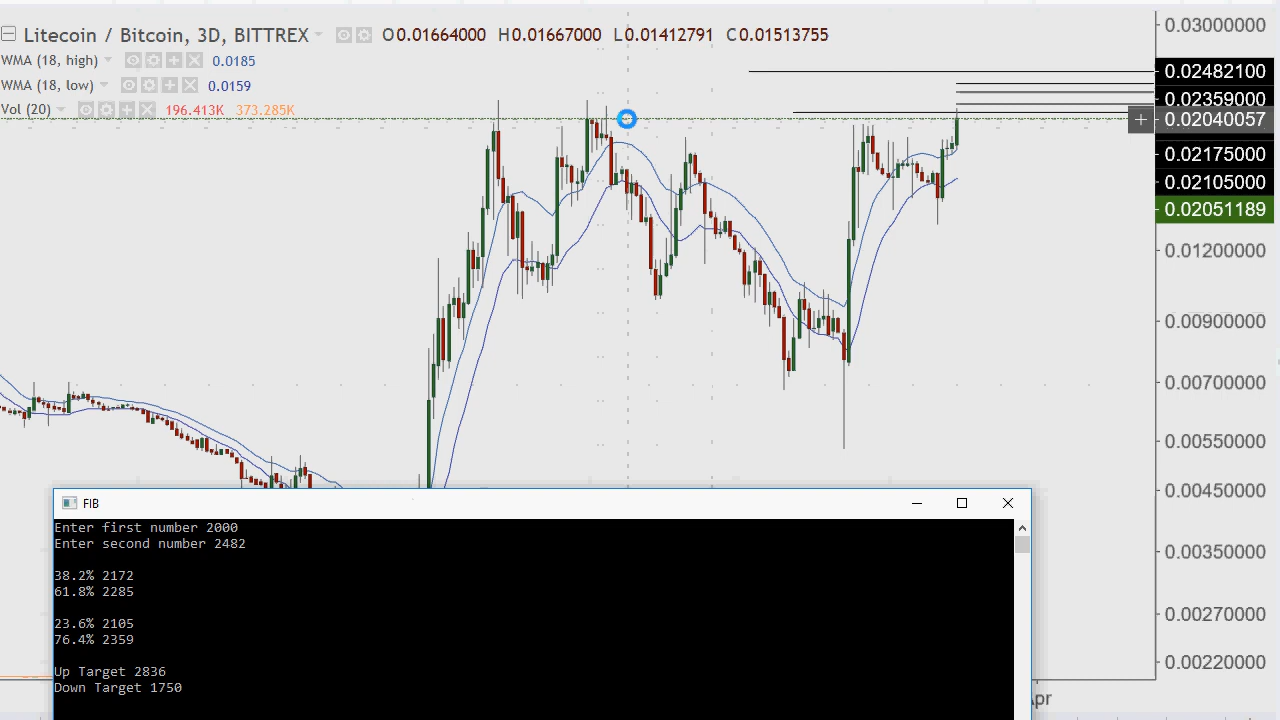 Litecoin / Bitcoin, 3D, BITTREX O0.01664000 H0.01667000 L0.01412791 C0.01513755
WMA (18, high) 0.0185
WMA (18, low) 0.0159
Vol (20) 196.413K 373.285K
0.03000000
0.02482100
0.02359000
0.02040057
0.02175000
0.02105000
0.02051189
0.01200000
0.00900000
0.00700000
0.00550000
0.00450000
0.00350000
0.00270000
0.00220000
FIB
Enter first number 2000
Enter second number 2482
38.2% 2172
61.8% 2285
23.6% 2105
76.4% 2359
Up Target 2836
Down Target 1750
Apr